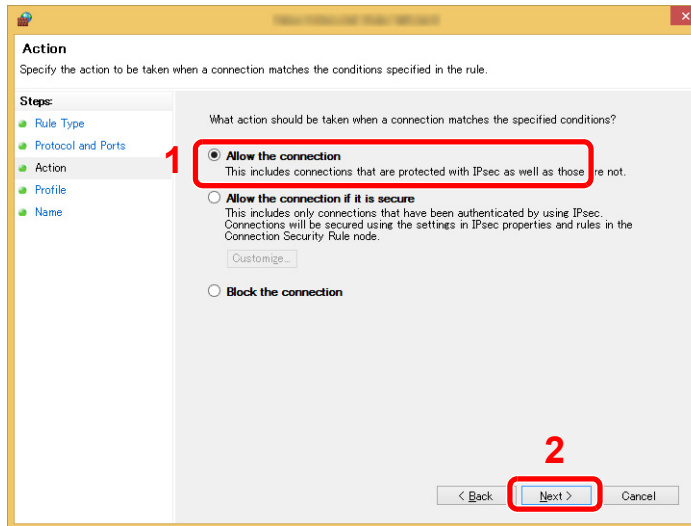 Action
Specify the action to be taken when a connection matches the conditions specified in the rule.
Steps:
Rule Type
Protocol and Ports
Action
Profile
Name
What action should be taken when a connection matches the specified conditions?
1
Allow the connection
This includes connections that are protected with IPsec as well as those are not.
Allow the connection if it is secure
This includes only connections that have been authenticated by using IPsec.
Connections will be secured using the settings in IPsec properties and rules in the
Connection Security Rule node.
Customize...
Block the connection
2
< Back
Next >
Cancel